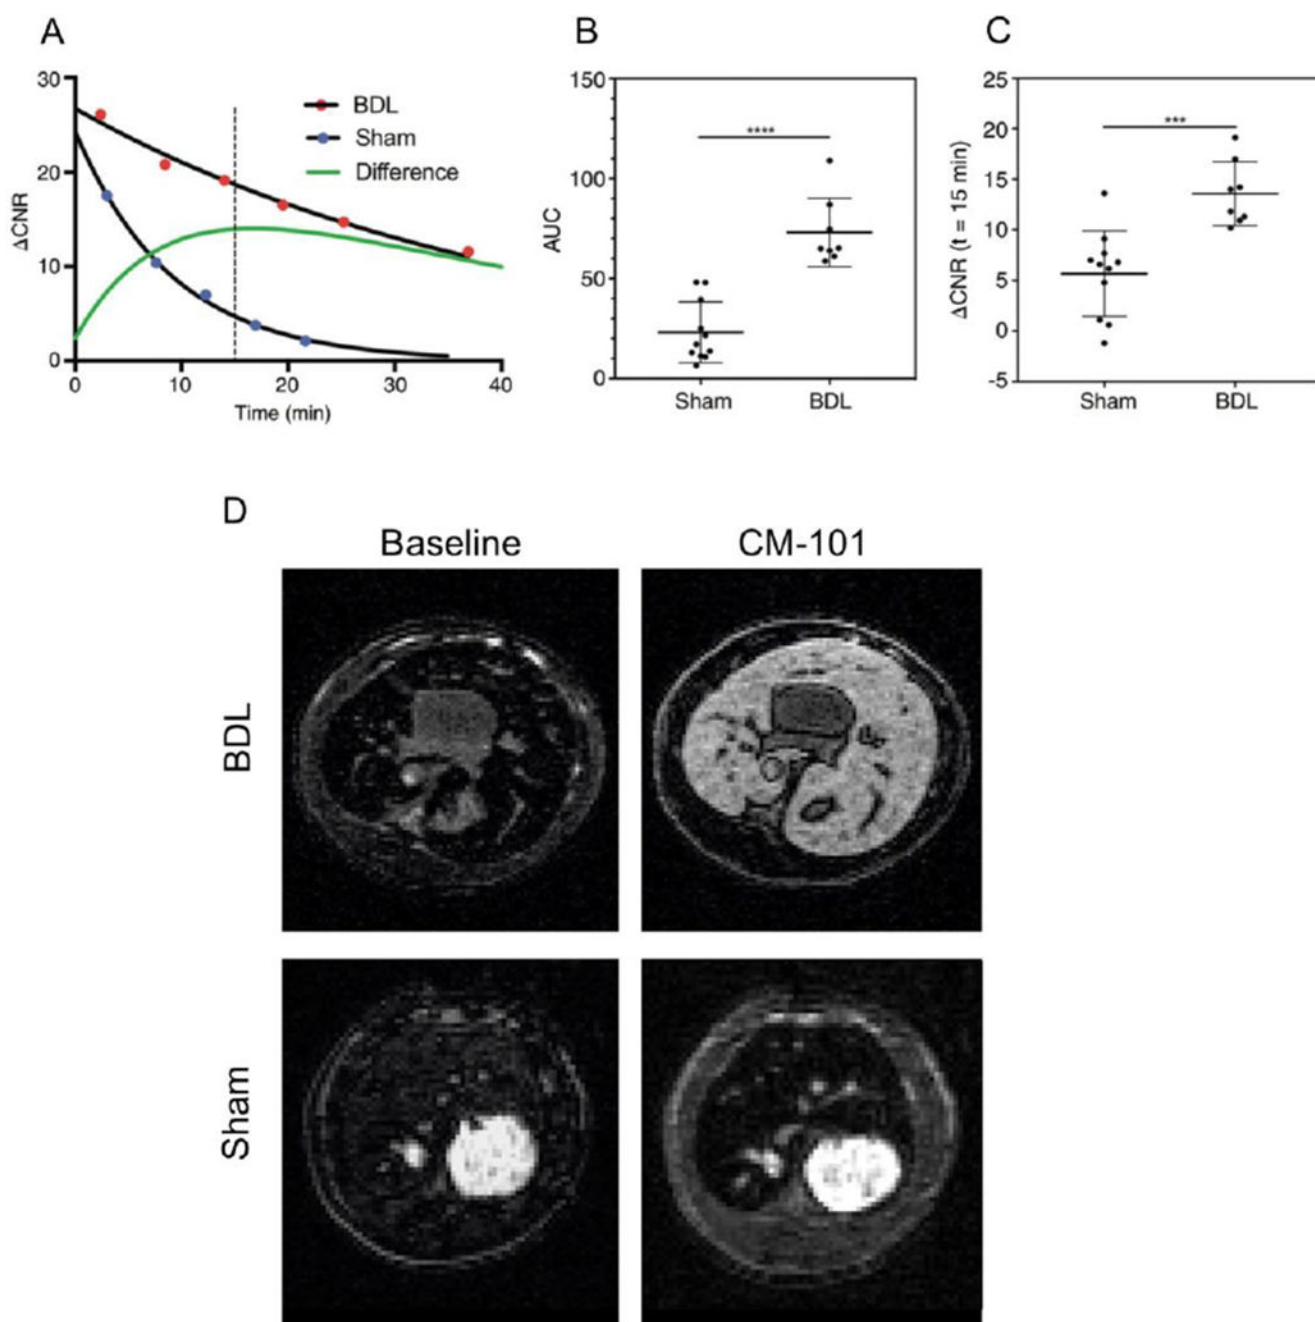 A
ΔCNR
30
20
10
0
0
10
20
30
40
Time (min)
BDL
Sham
Difference
B
AUC
150
100
50
0
****
Sham
BDL
C
ΔCNR (t = 15 min)
25
20
15
10
5
0
-5
***
Sham
BDL
D
Baseline
CM-101
BDL
Sham